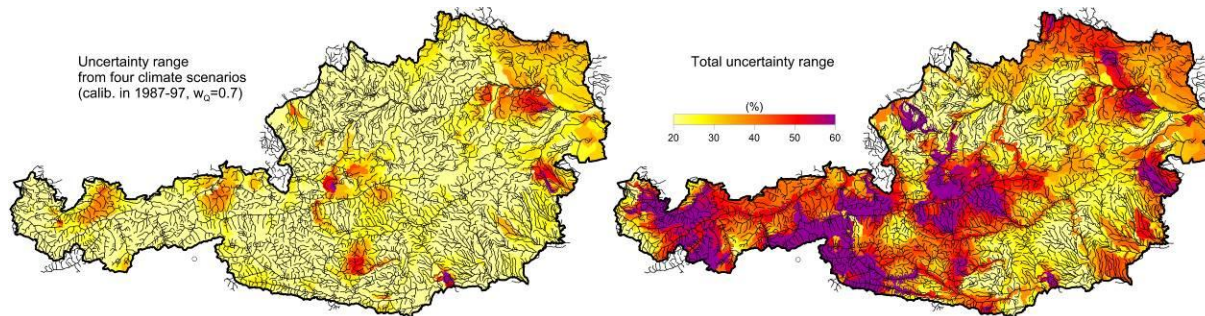 Uncertainty range
from four climate scenarios
(calib. in 1987-97, wQ=0.7)
Total uncertainty range
(%)
20 30 40 50 60